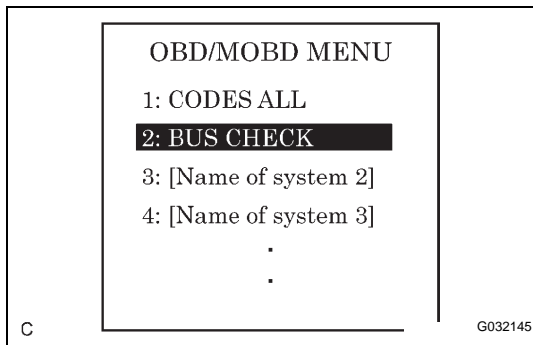 OBD/MOBD MENU
1: CODES ALL
2: BUS CHECK
3: [Name of system 2]
4: [Name of system 3]
.
.
C
G032145